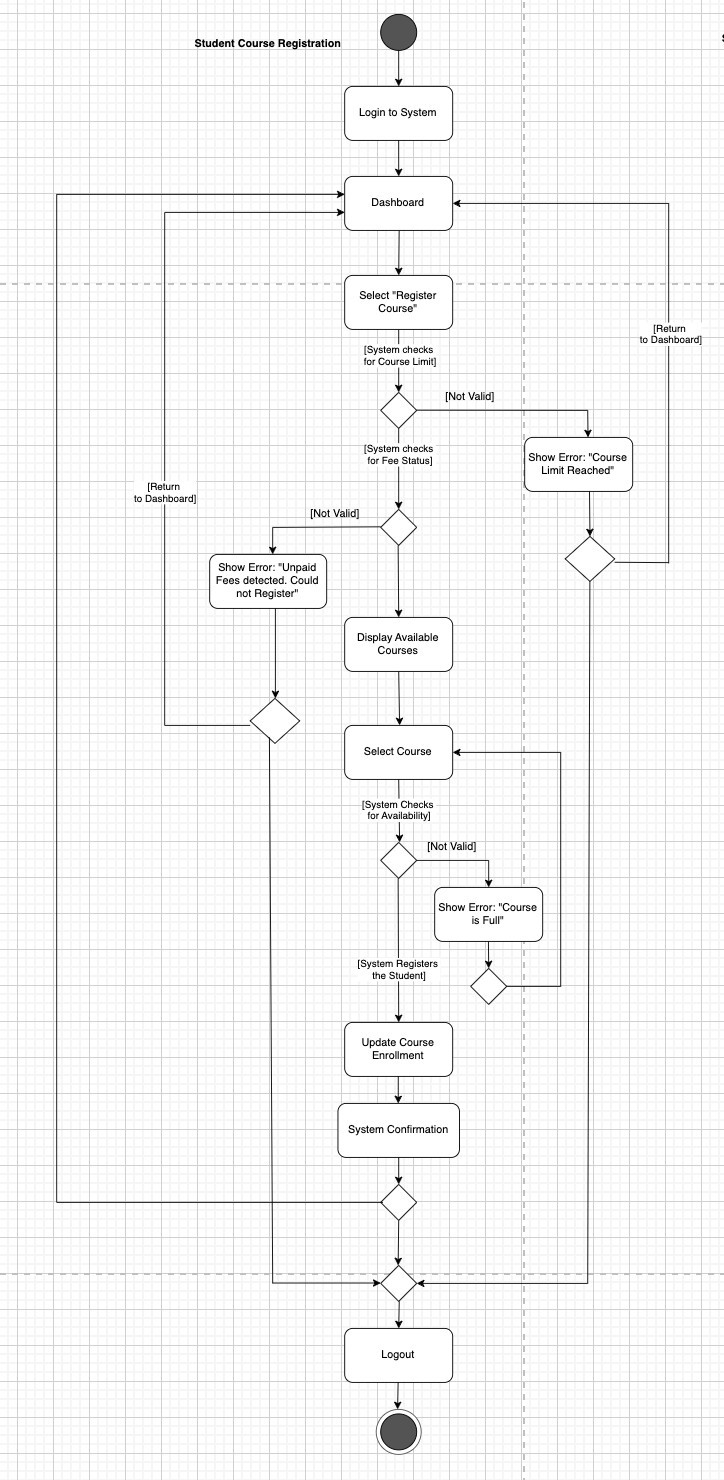 Student Course Registration
Login to System
Dashboard
Select "Register
Course"
[System checks
for Course Limit]
[Return
to Dashboard]
[Not Valid]
[System checks
for Fee Status]
Show Error: "Course
Limit Reached"
[Return
to Dashboard]
[Not Valid]
Show Error: "Unpaid
Fees detected. Could
not Register"
Display Available
Courses
Select Course
[System Checks
for Availability]
[Not Valid]
Show Error: "Course
is Full"
[System Registers
the Student]
Update Course
Enrollment
System Confirmation
Logout